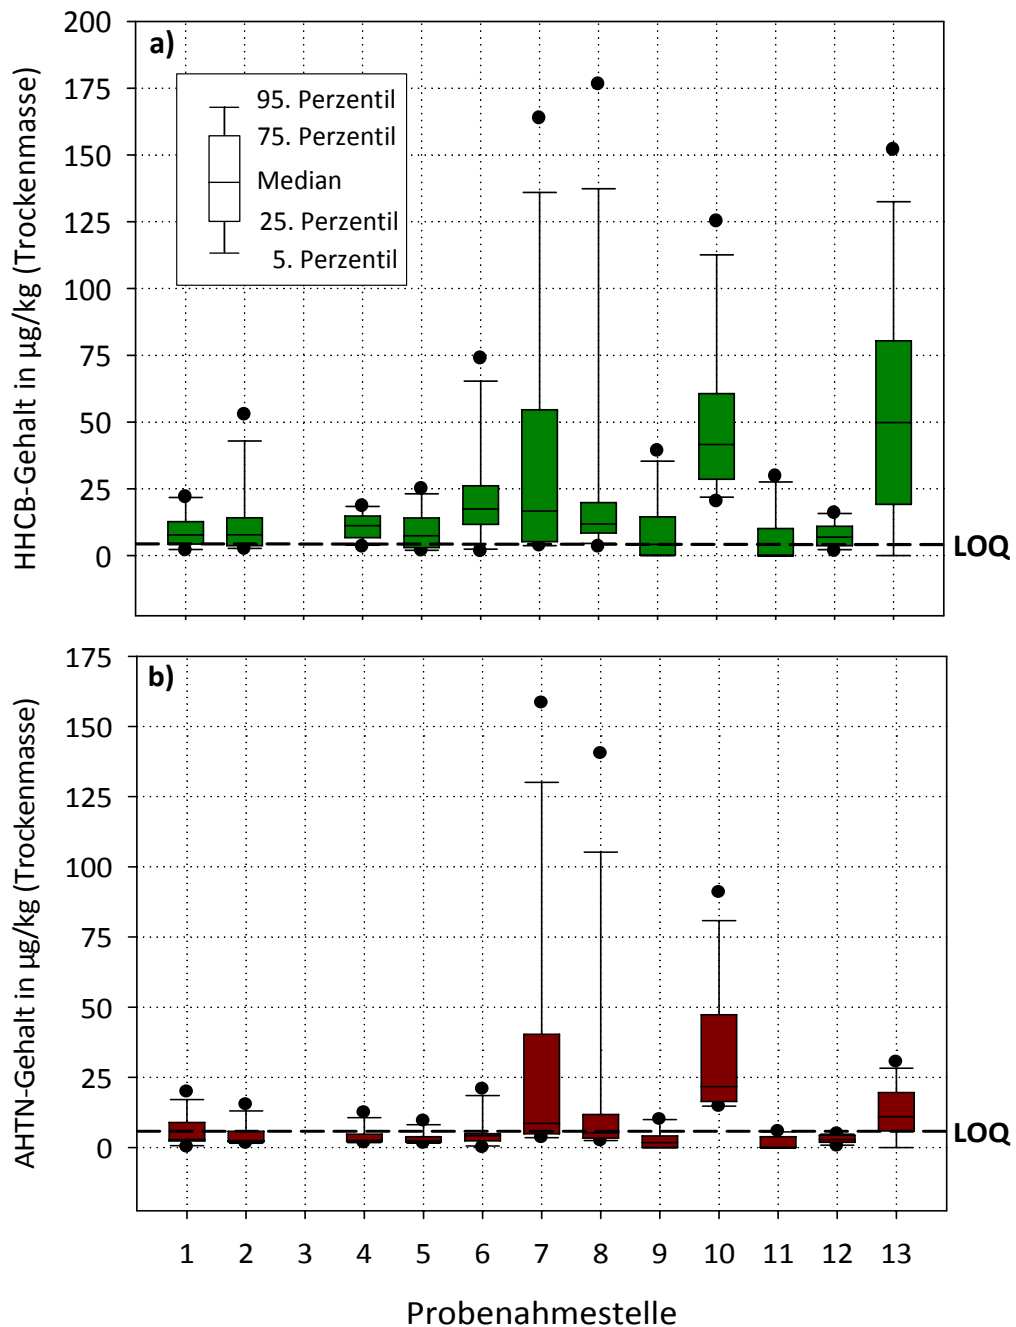 a)
HHCB-Gehalt in µg/kg (Trockenmasse)
200
175
150
125
100
75
50
25
0
95. Perzentil
75. Perzentil
Median
25. Perzentil
5. Perzentil
LOQ
b)
AHTN-Gehalt in µg/kg (Trockenmasse)
175
150
125
100
75
50
25
0
LOQ
1 2 3 4 5 6 7 8 9 10 11 12 13
Probenahmestelle